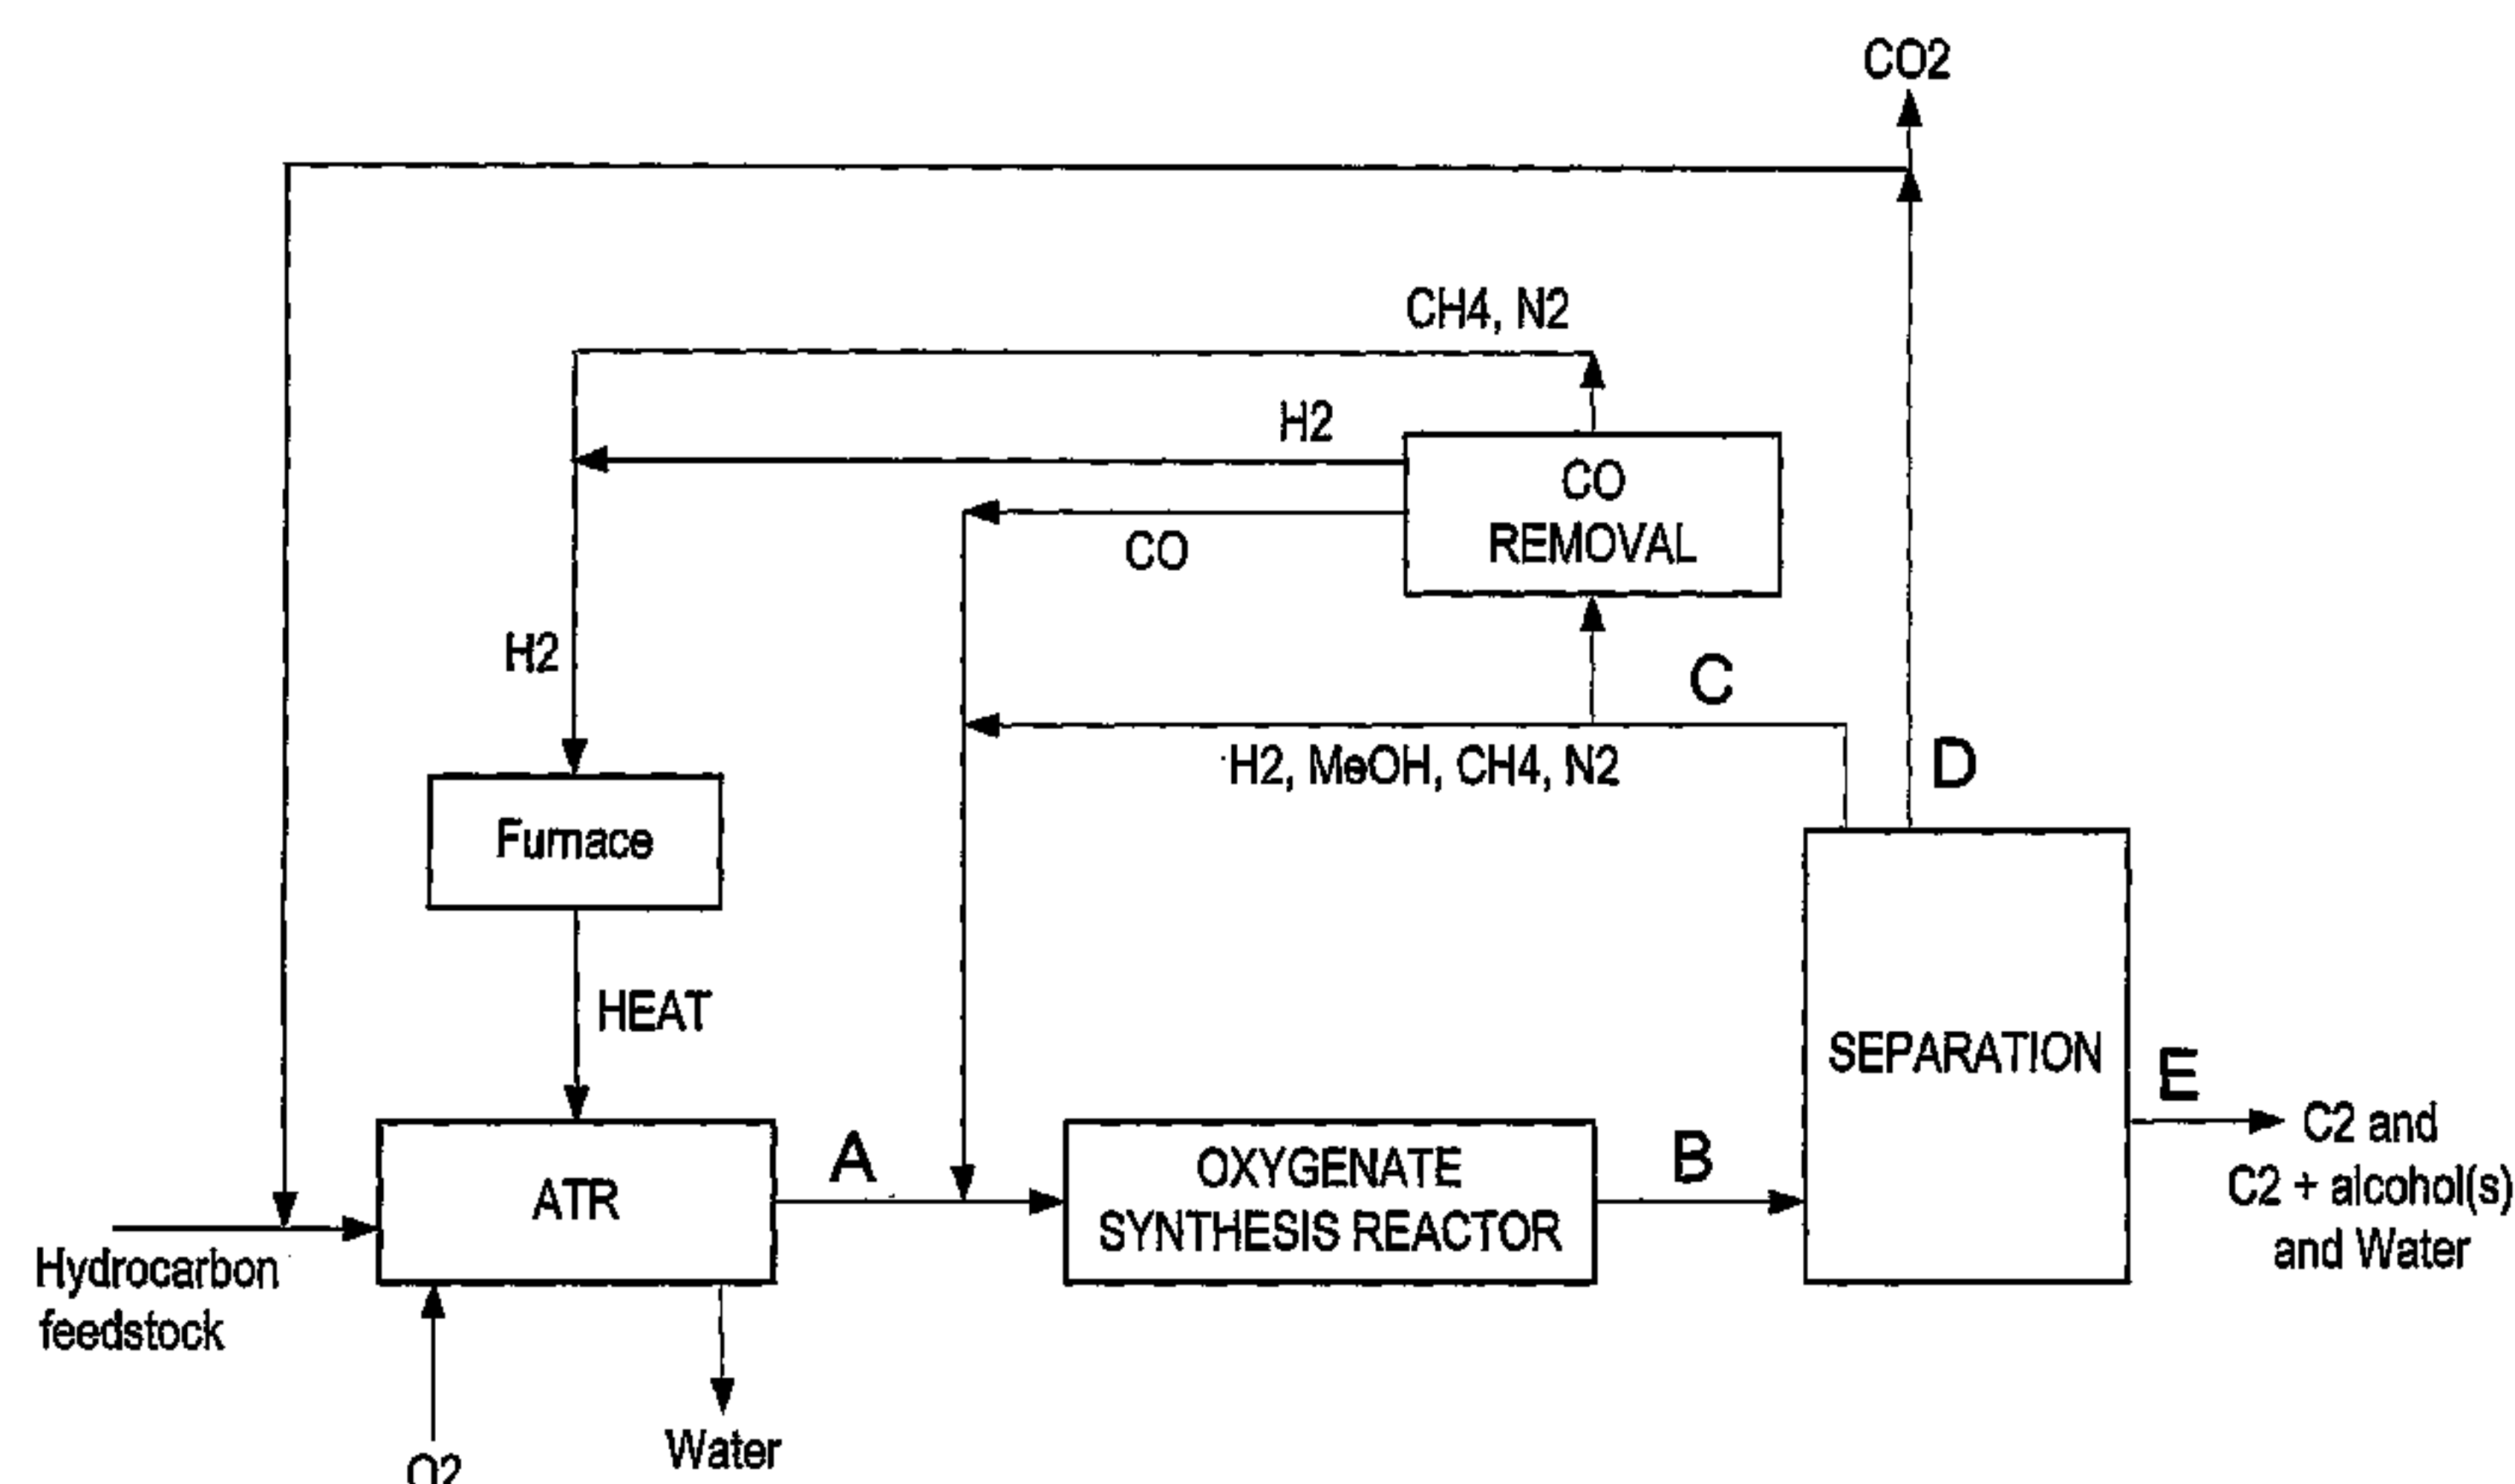 CO2
CH4, N2
H2
CO
REMOVAL
CO
H2
C
H2, MeOH, CH4, N2
D
Furnace
HEAT
SEPARATION
E
C2 and
C2 + alcohol(s)
and Water
A
OXYGENATE
SYNTHESIS REACTOR
B
ATR
Hydrocarbon
feedstock
Water
O2